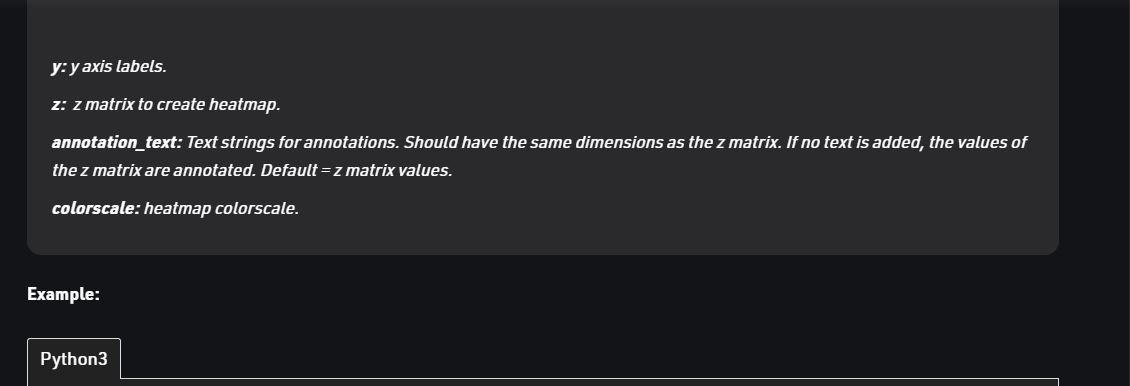 y: y axis labels.
z:  z matrix to create heatmap.
annotation_text: Text strings for annotations. Should have the same dimensions as the z matrix. If no text is added, the values of
the z matrix are annotated. Default = z matrix values.
colorscale: heatmap colorscale.
Example:
Python3